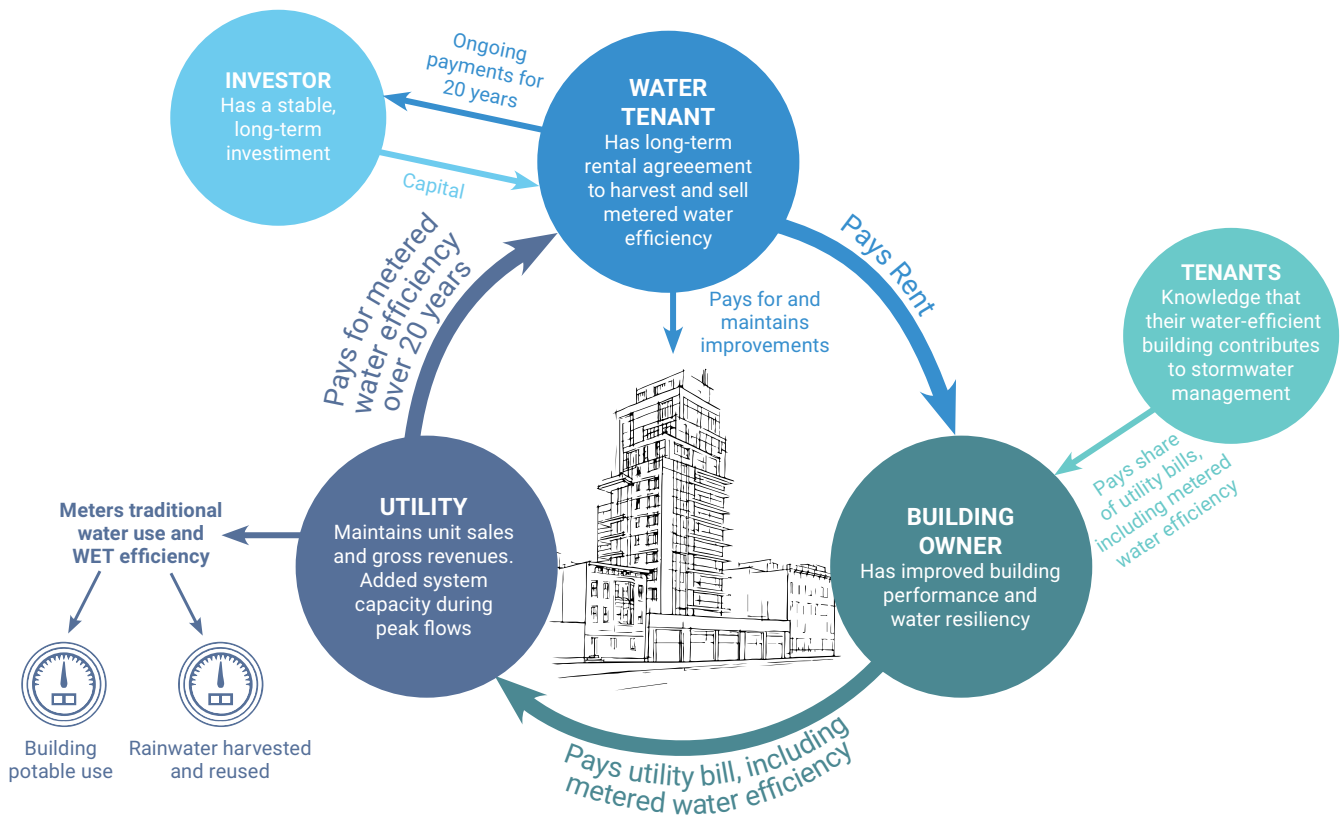 INVESTOR
Has a stable,
long-term
investiment
Ongoing
payments for
20 years
Capital
WATER
TENANT
Has long-term
rental agreeement
to harvest and sell
metered water
efficiency
Pays for metered
water efficiency
over 20 years
Pays for and
maintains
improvements
Pays Rent
TENANTS
Knowledge that
their water-efficient
building contributes
to stormwater
management
Pays share
of utility bills,
including metered
water efficiency
UTILITY
Maintains unit sales
and gross revenues.
Added system
capacity during
peak flows
BUILDING
OWNER
Has improved building
performance and
water resiliency
Meters traditional
water use and
WET efficiency
Building
potable use
Rainwater harvested
and reused
Pays utility bill, including
metered water efficiency